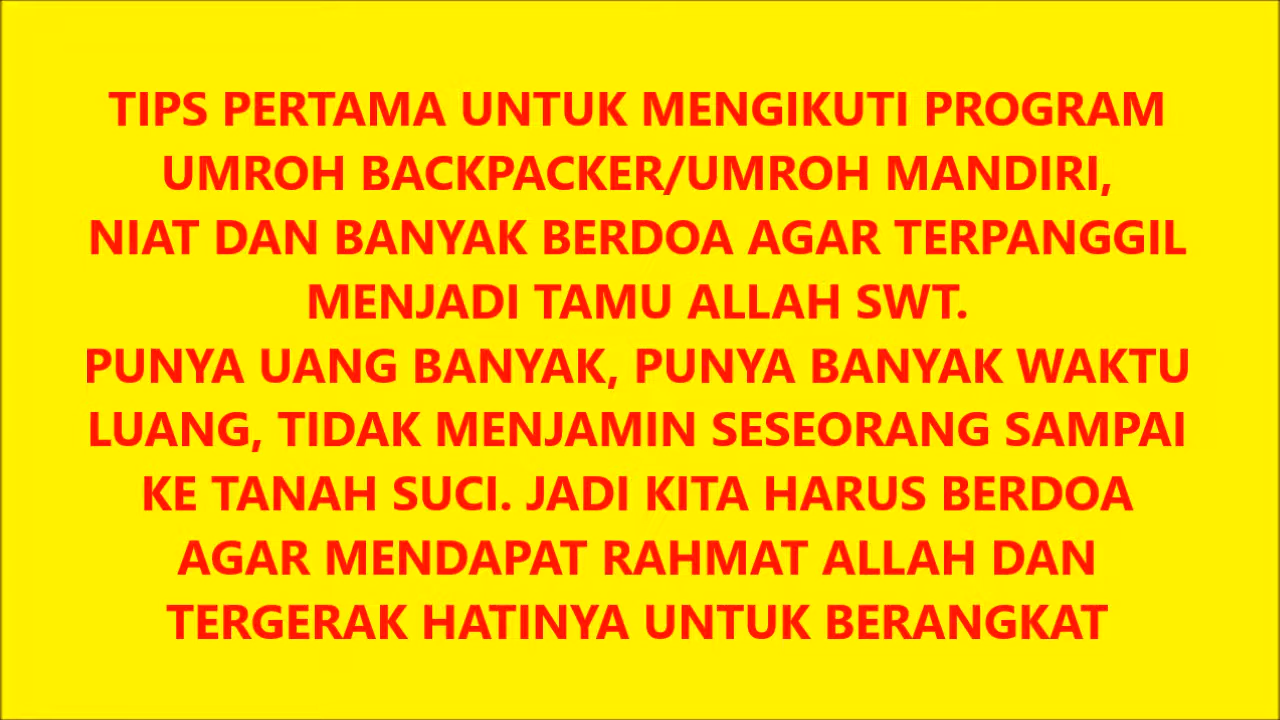 TIPS PERTAMA UNTUK MENGIKUTI PROGRAM
UMROH BACKPACKER/UMROH MANDIRI,
NIAT DAN BANYAK BERDOA AGAR TERPANGGIL
MENJADI TAMU ALLAH SWT.
PUNYA UANG BANYAK, PUNYA BANYAK WAKTU
LUANG, TIDAK MENJAMIN SESEORANG SAMPAI
KE TANAH SUCI. JADI KITA HARUS BERDOA
AGAR MENDAPAT RAHMAT ALLAH DAN
TERGERAK HATINYA UNTUK BERANGKAT